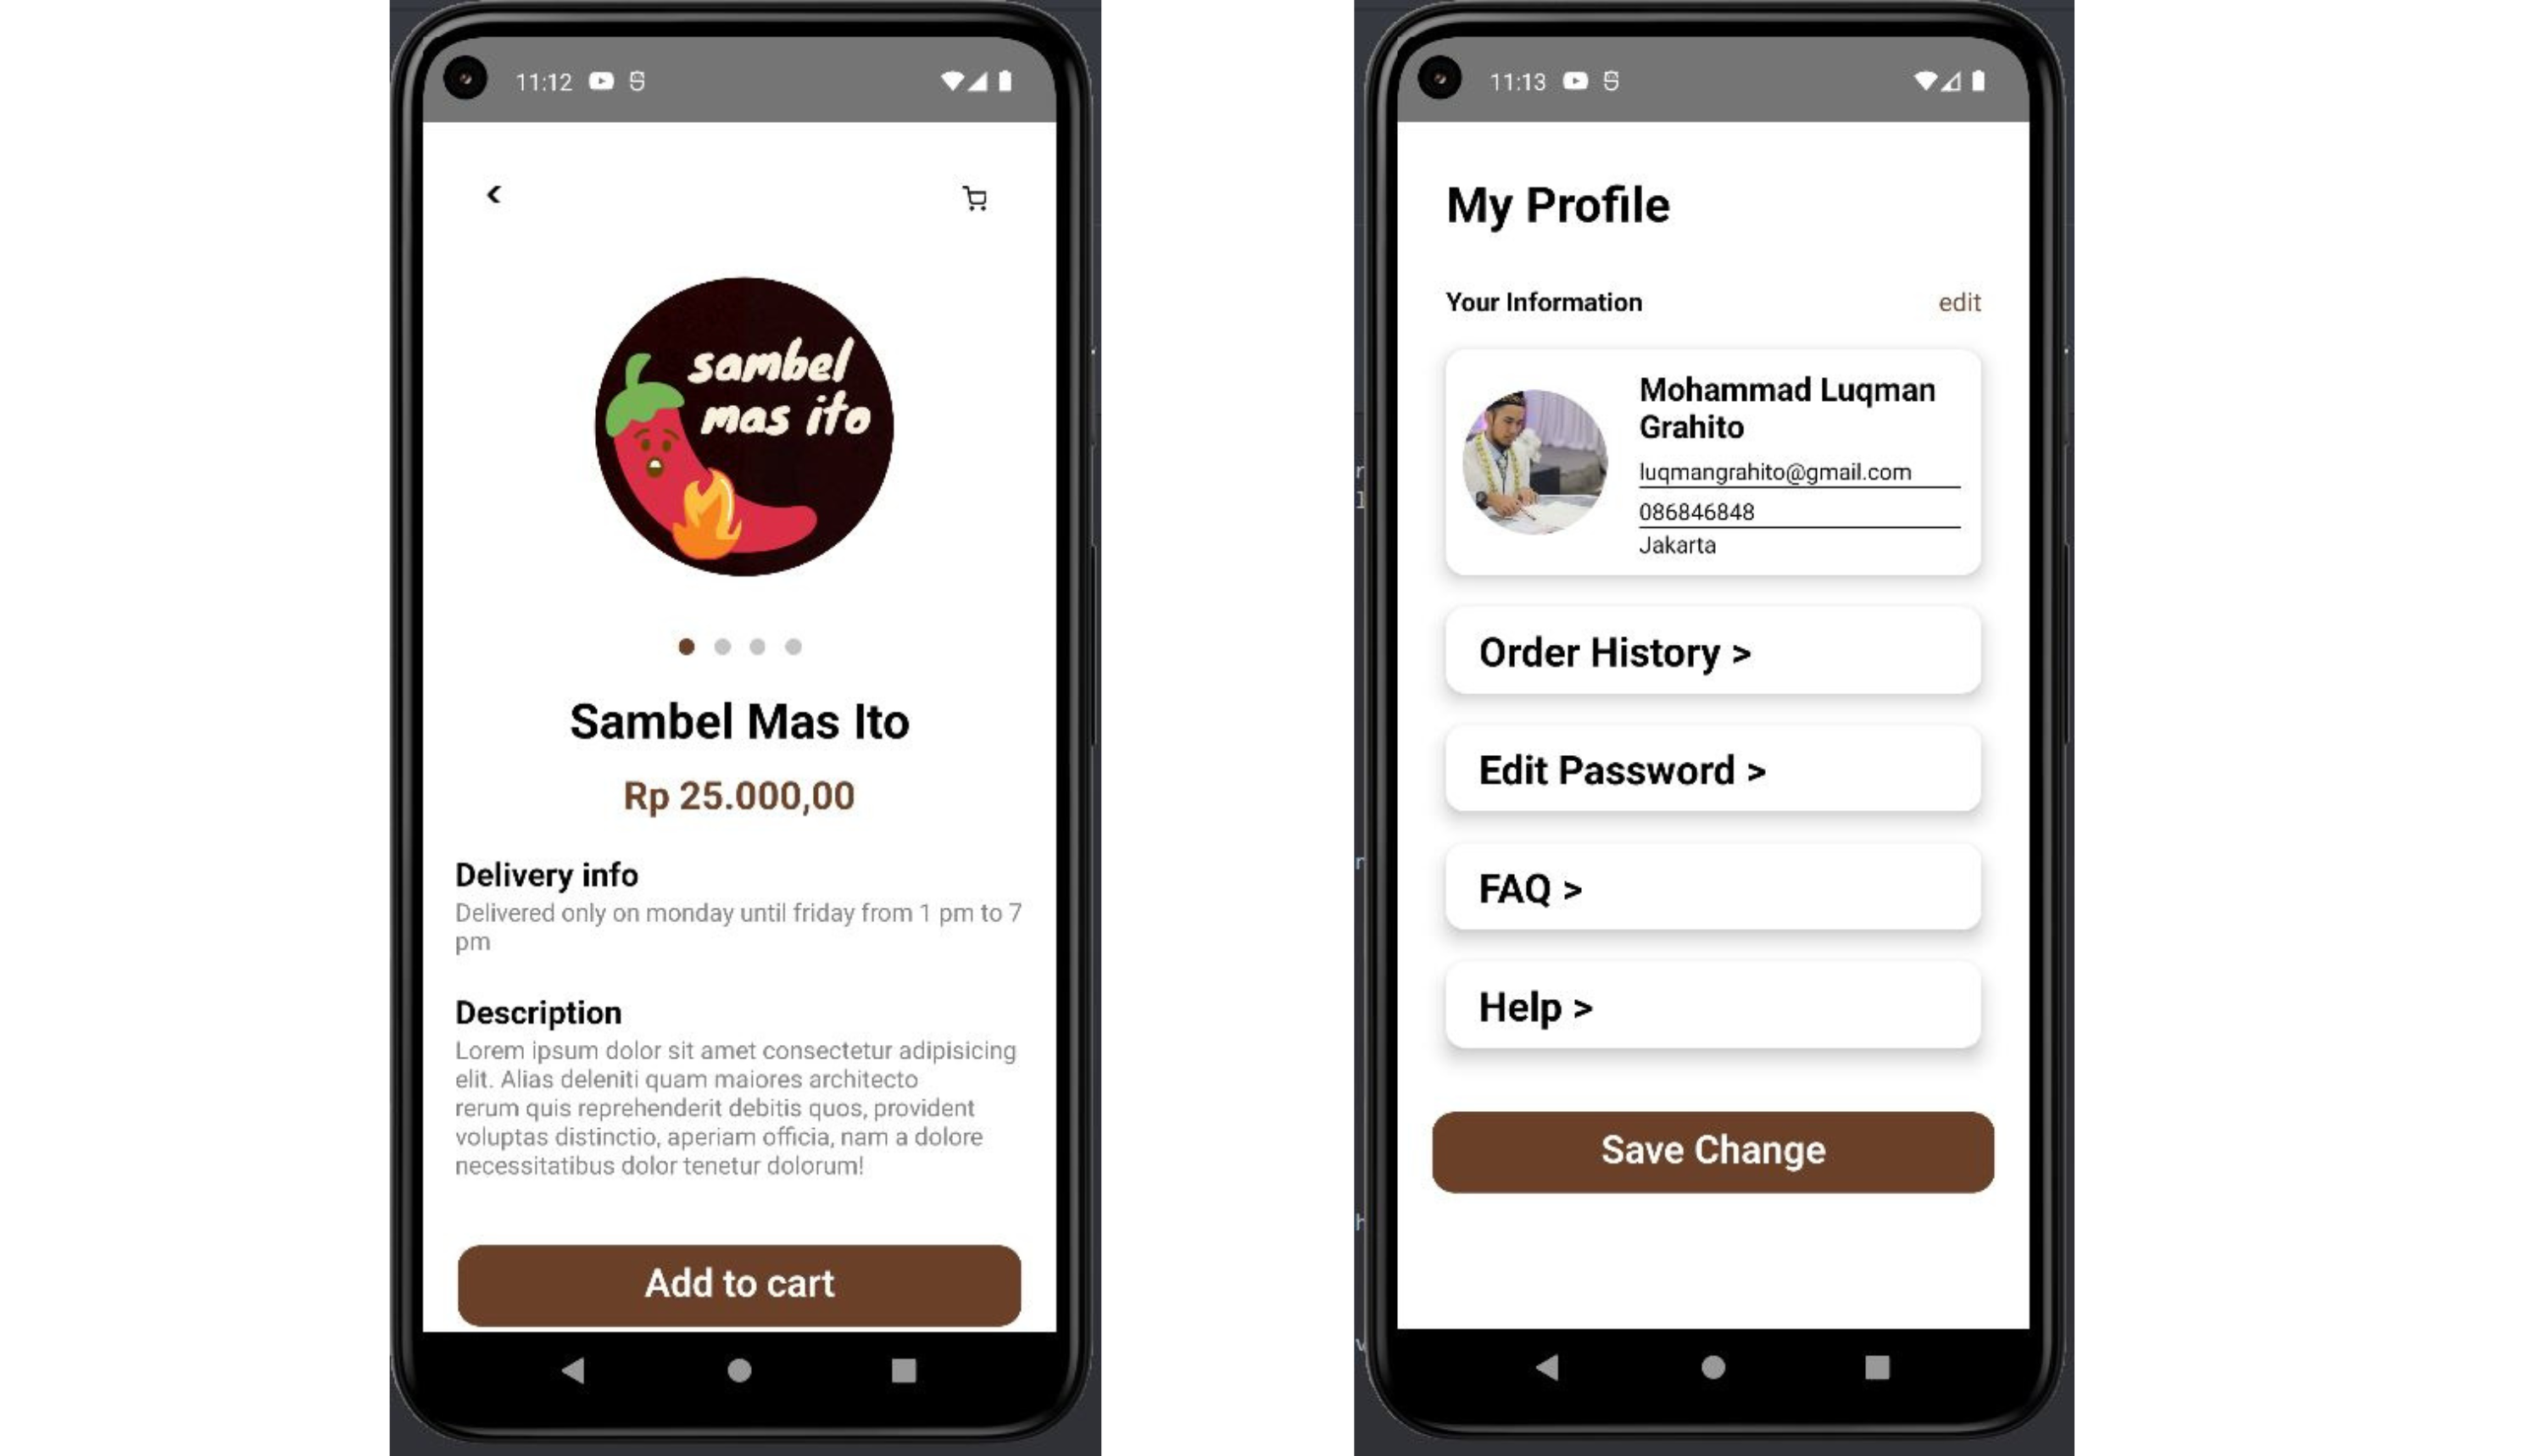 11:12
sambel
mas ito
Sambel Mas Ito
Rp 25.000,00
Delivery info
Delivered only on monday until friday from 1 pm to 7
pm
Description
Lorem ipsum dolor sit amet consectetur adipisicing
elit. Alias deleniti quam maiores architecto
rerum quis reprehenderit debitis quos, provident
voluptas distinctio, aperiam officia, nam a dolore
necessitatibus dolor tenetur dolorum!
Add to cart
11:13
My Profile
Your Information
edit
Mohammad Luqman
Grahito
luqmangrahito@gmail.com
086846848
Jakarta
Order History >
Edit Password >
FAQ >
Help >
Save Change